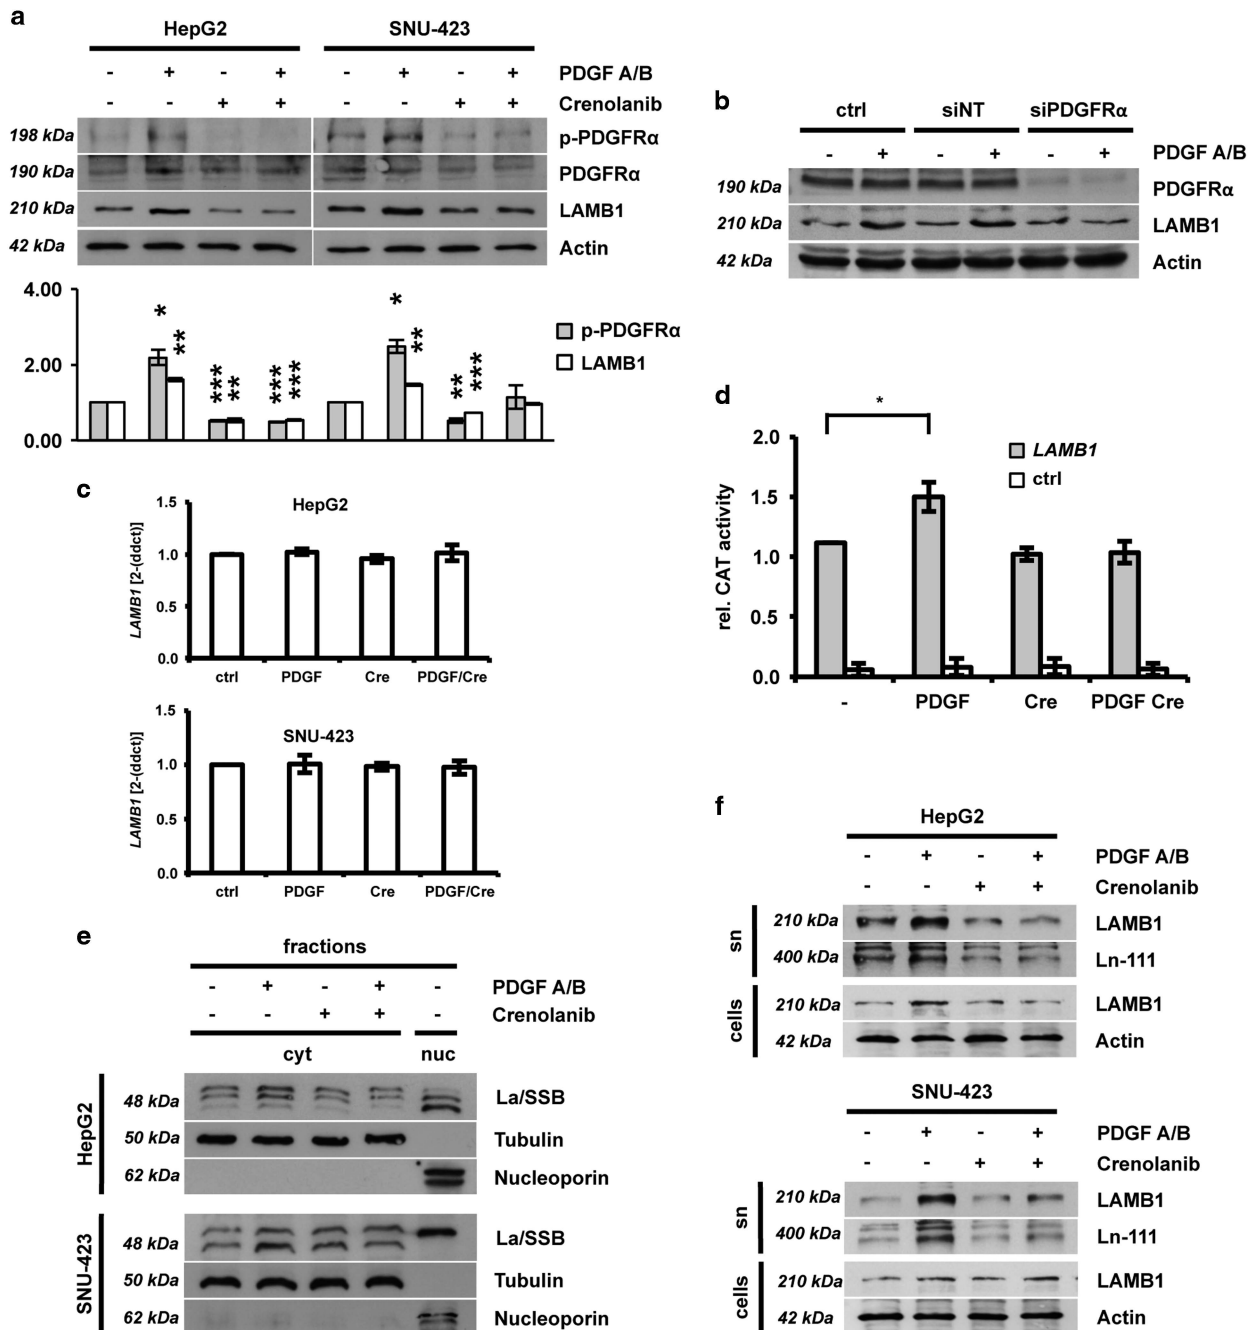 a
HepG2 SNU-423
- + - + - + - + PDGF A/B
- - + + - - + + Crenolanib
198 kDa p-PDGFRα
190 kDa PDGFRα
210 kDa LAMB1
42 kDa Actin
4.00
2.00
0.00
* ** *** ** *** *** * ** ** ***
p-PDGFRα
LAMB1
b
ctrl siNT siPDGFRα
- + - + - + PDGF A/B
190 kDa PDGFRα
210 kDa LAMB1
42 kDa Actin
c
HepG2
LAMB1 [2-(ddct)]
1.5
1.0
0.5
0.0
ctrl PDGF Cre PDGF/Cre
SNU-423
LAMB1 [2-(ddct)]
1.5
1.0
0.5
0.0
ctrl PDGF Cre PDGF/Cre
d
*
LAMB1
ctrl
rel. CAT activity
2.0
1.5
1.0
0.5
0.0
- PDGF Cre PDGF Cre
e
fractions
- + - + - PDGF A/B
- - + + - Crenolanib
cyt nuc
HepG2
48 kDa La/SSB
50 kDa Tubulin
62 kDa Nucleoporin
SNU-423
48 kDa La/SSB
50 kDa Tubulin
62 kDa Nucleoporin
f
HepG2
- + - + PDGF A/B
- - + + Crenolanib
sn
210 kDa LAMB1
400 kDa Ln-111
cells
210 kDa LAMB1
42 kDa Actin
SNU-423
- + - + PDGF A/B
- - + + Crenolanib
sn
210 kDa LAMB1
400 kDa Ln-111
cells
210 kDa LAMB1
42 kDa Actin